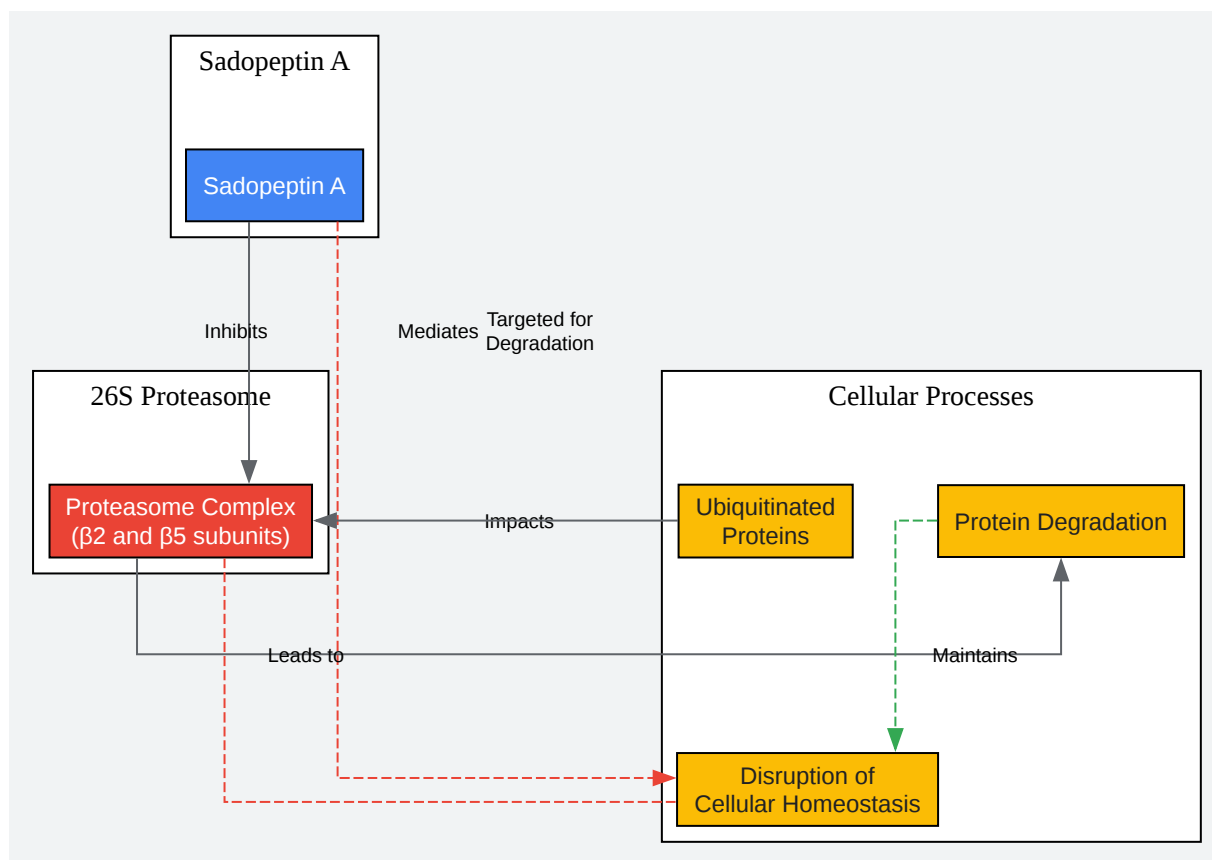 Sadopeptin A
Sadopeptin A
Inhibits
Mediates
Targeted for
Degradation
26S Proteasome
Cellular Processes
Proteasome Complex
(β2 and β5 subunits)
Impacts
Ubiquitinated
Proteins
Protein Degradation
Leads to
Maintains
Disruption of
Cellular Homeostasis